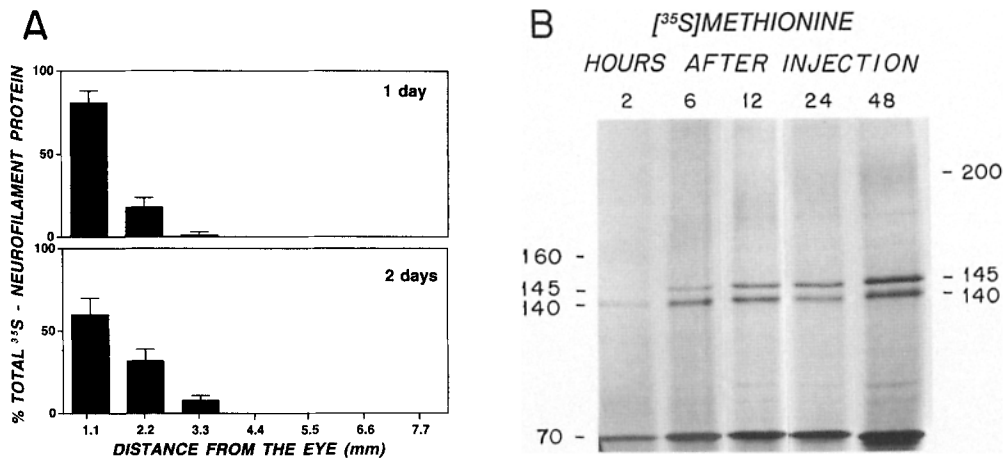 A
% TOTAL ³⁵S - NEUROFILAMENT PROTEIN
100
50
0
1 day
100
50
0
2 days
1.1 2.2 3.3 4.4 5.5 6.6 7.7
DISTANCE FROM THE EYE (mm)
B
[³⁵S]METHIONINE
HOURS AFTER INJECTION
2 6 12 24 48
- 200
160 -
145 - - 145
140 - - 140
70 -